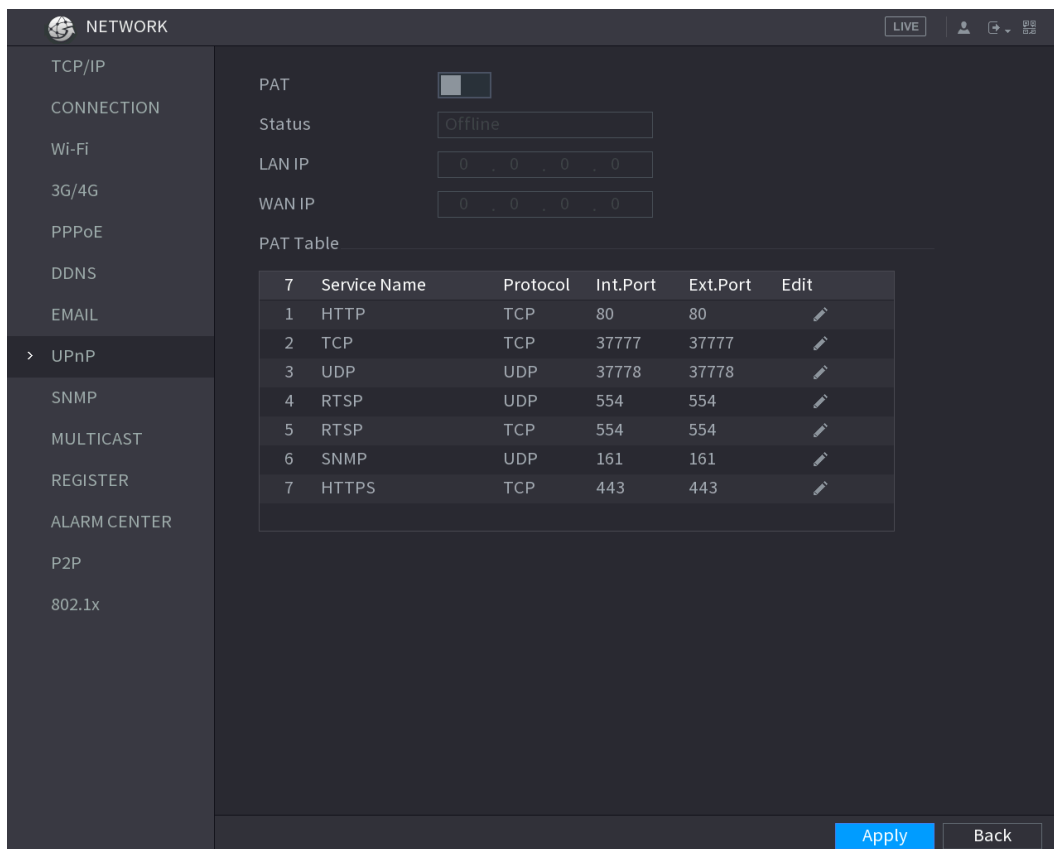 NETWORK
LIVE
TCP/IP
CONNECTION
Wi-Fi
3G/4G
PPPoE
DDNS
EMAIL
UPnP
SNMP
MULTICAST
REGISTER
ALARM CENTER
P2P
802.1x
PAT
Status Offline
LAN IP 0 . 0 . 0 . 0
WAN IP 0 . 0 . 0 . 0
PAT Table
7 Service Name Protocol Int.Port Ext.Port Edit
1 HTTP TCP 80 80
2 TCP TCP 37777 37777
3 UDP UDP 37778 37778
4 RTSP UDP 554 554
5 RTSP TCP 554 554
6 SNMP UDP 161 161
7 HTTPS TCP 443 443
Apply Back